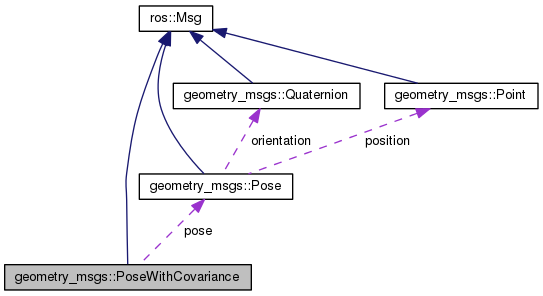 ros::Msg
geometry_msgs::Quaternion
geometry_msgs::Point
orientation
position
geometry_msgs::Pose
pose
geometry_msgs::PoseWithCovariance